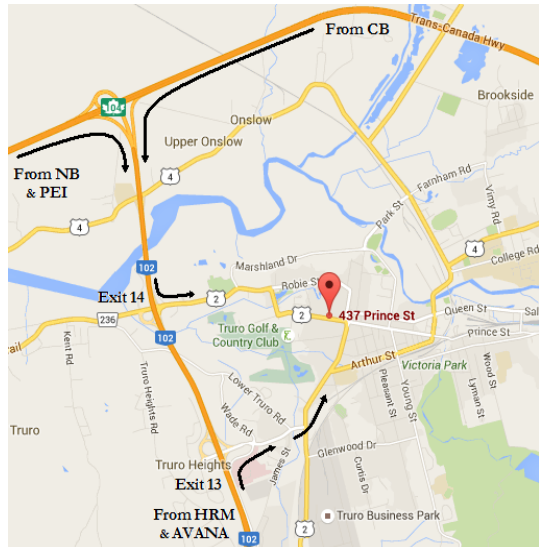 From CB
Trans-Canada Hwy
104
Brookside
Onslow
Upper Onslow
From NB
& PEI
4
4
Farnham Rd
Virny Rd
Park St
4
College Rd
Marshland Dr
102
Exit 14
2
Robie St
437 Prince St
Queen St
Sal
Prince St
236
ail
102
2
Truro Golf &
Country Club
Kent Rd
Truro Heights Rd
Arthur St
Victoria Park
Lower Truro Rd
Wade Rd
Pleasant St
Young St
Wood St
Lyman St
Truro
Truro Heights
James St
Glenwood Dr
Curtis Dr
Exit 13
From HRM
& AVANA
102
2
Truro Business Park